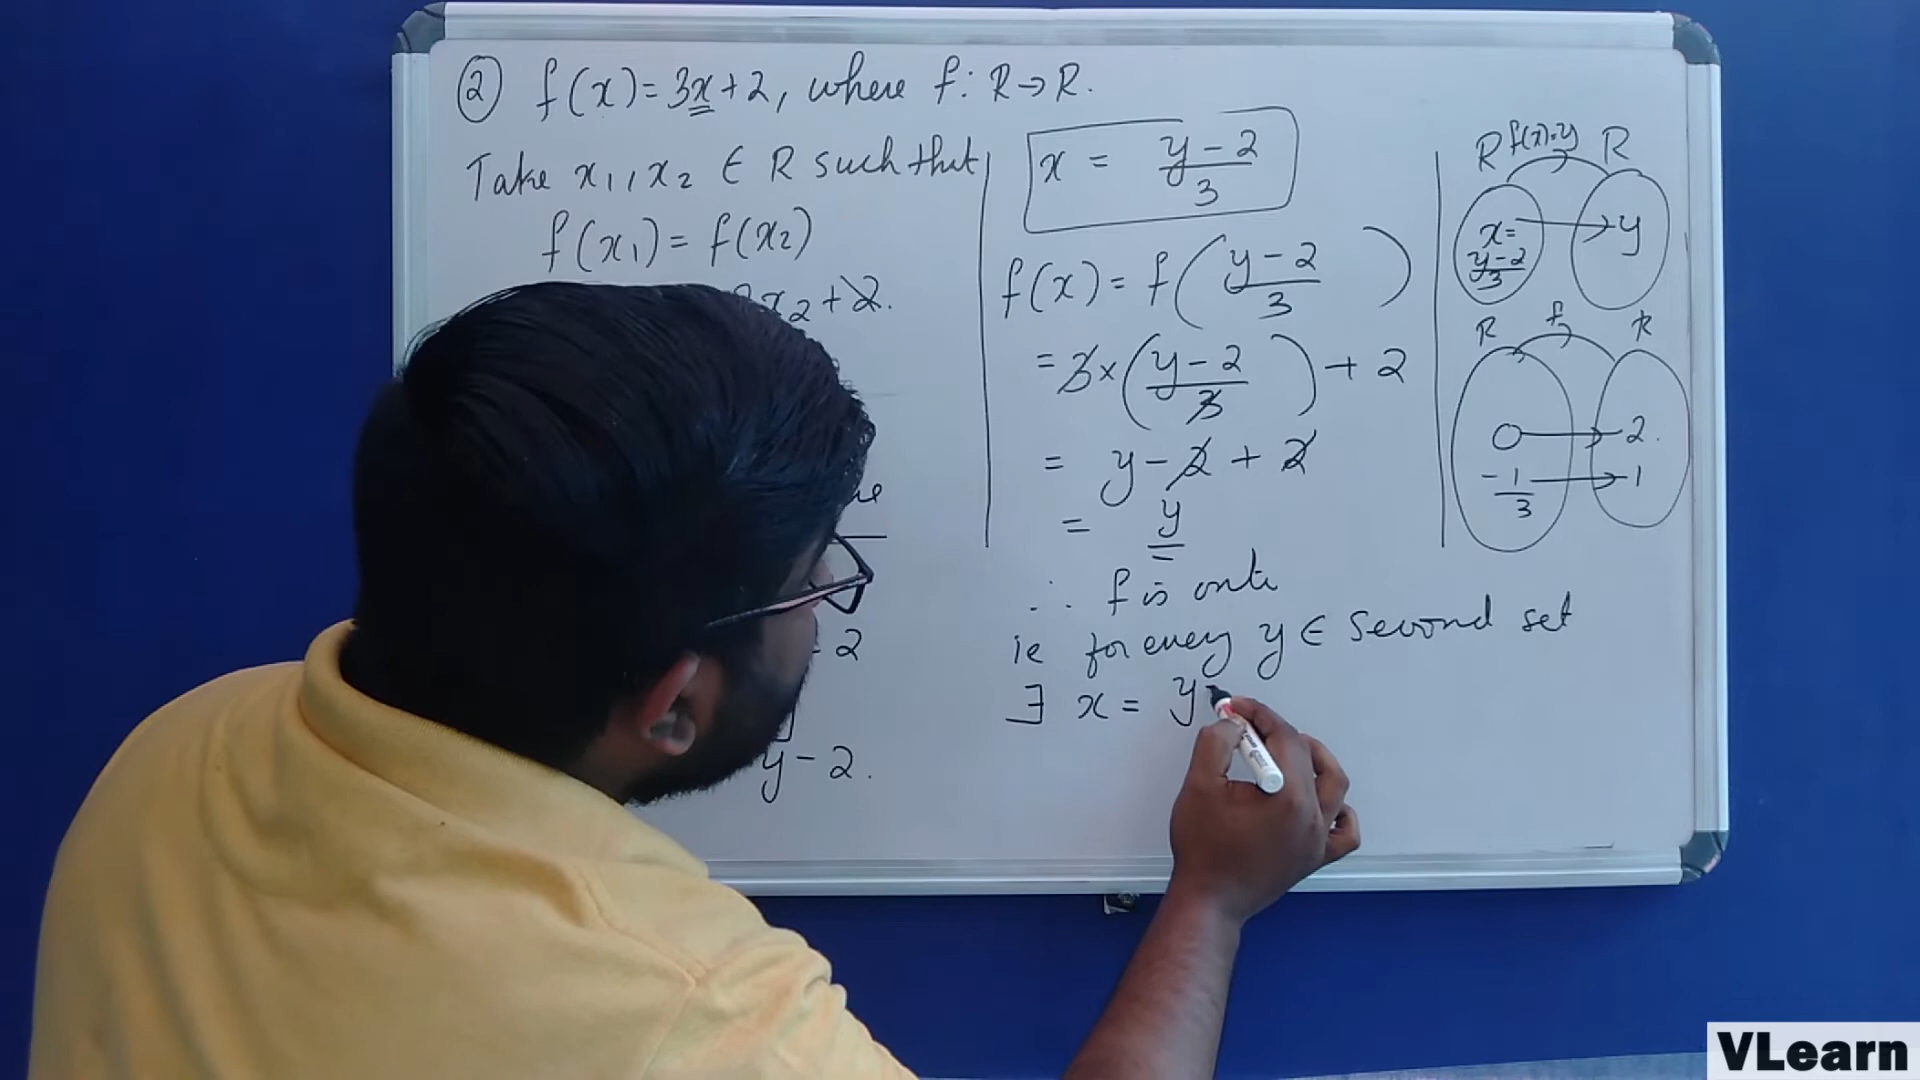 ② f(x) = 3x + 2, where f: R → R.
Take x₁, x₂ ∈ R such that
f(x₁) = f(x₂)
x₂ + 2.
- 2
y - 2.
x = y - 2 / 3
f(x) = f( y - 2 / 3 )
= 3 × ( y - 2 / 3 ) + 2
= y - 2 + 2
= y
∴ f is onto
ie for every y ∈ Second set
∃ x = y
R f(x)=y R
x = y - 2 / 3 → y
R f R
0 → 2.
-1/3 → 1
VLearn